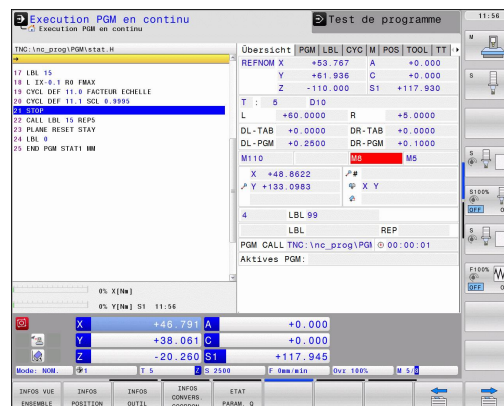 Execution PGM en continu
Execution PGM en continu
Test de programme
11:56
TNC:\nc_prog\PGM\stat.H
→
17 LBL 15
18 L IX-0.1 R0 FMAX
19 CYCL DEF 11.0 FACTEUR ECHELLE
20 CYCL DEF 11.1 SCL 0.9995
21 STOP
22 CALL LBL 15 REP5
23 PLANE RESET STAY
24 LBL 0
25 END PGM STAT1 MM
0% X[Nm]
0% Y[Nm] S1 11:56
Übersicht PGM LBL CYC M POS TOOL TT
REFNOM X +53.767 A +0.000
Y +61.936 C +0.000
Z -110.000 S1 +117.930
T : 5 D10
L +60.0000 R +5.0000
DL-TAB +0.0000 DR-TAB +0.0000
DL-PGM +0.2500 DR-PGM +0.1000
M110 M8 M5
X +48.8622 #
Y +133.0983 X Y
4 LBL 99
LBL REP
PGM CALL TNC:\nc_prog\PGM 00:00:01
Aktives PGM:
X +46.791 A +0.000
Y +38.061 C +0.000
Z -20.260 S1 +117.945
Mode: NOM. 1 T 5 Z S 2500 F 0mm/min Ovr 100% M 5/8
INFOS VUE ENSEMBLE
INFOS POSITION
INFOS OUTIL
INFOS CONVERS. COORDON.
ETAT PARAM. Q
M
S
S
S100%
OFF
S
F100% W
OFF